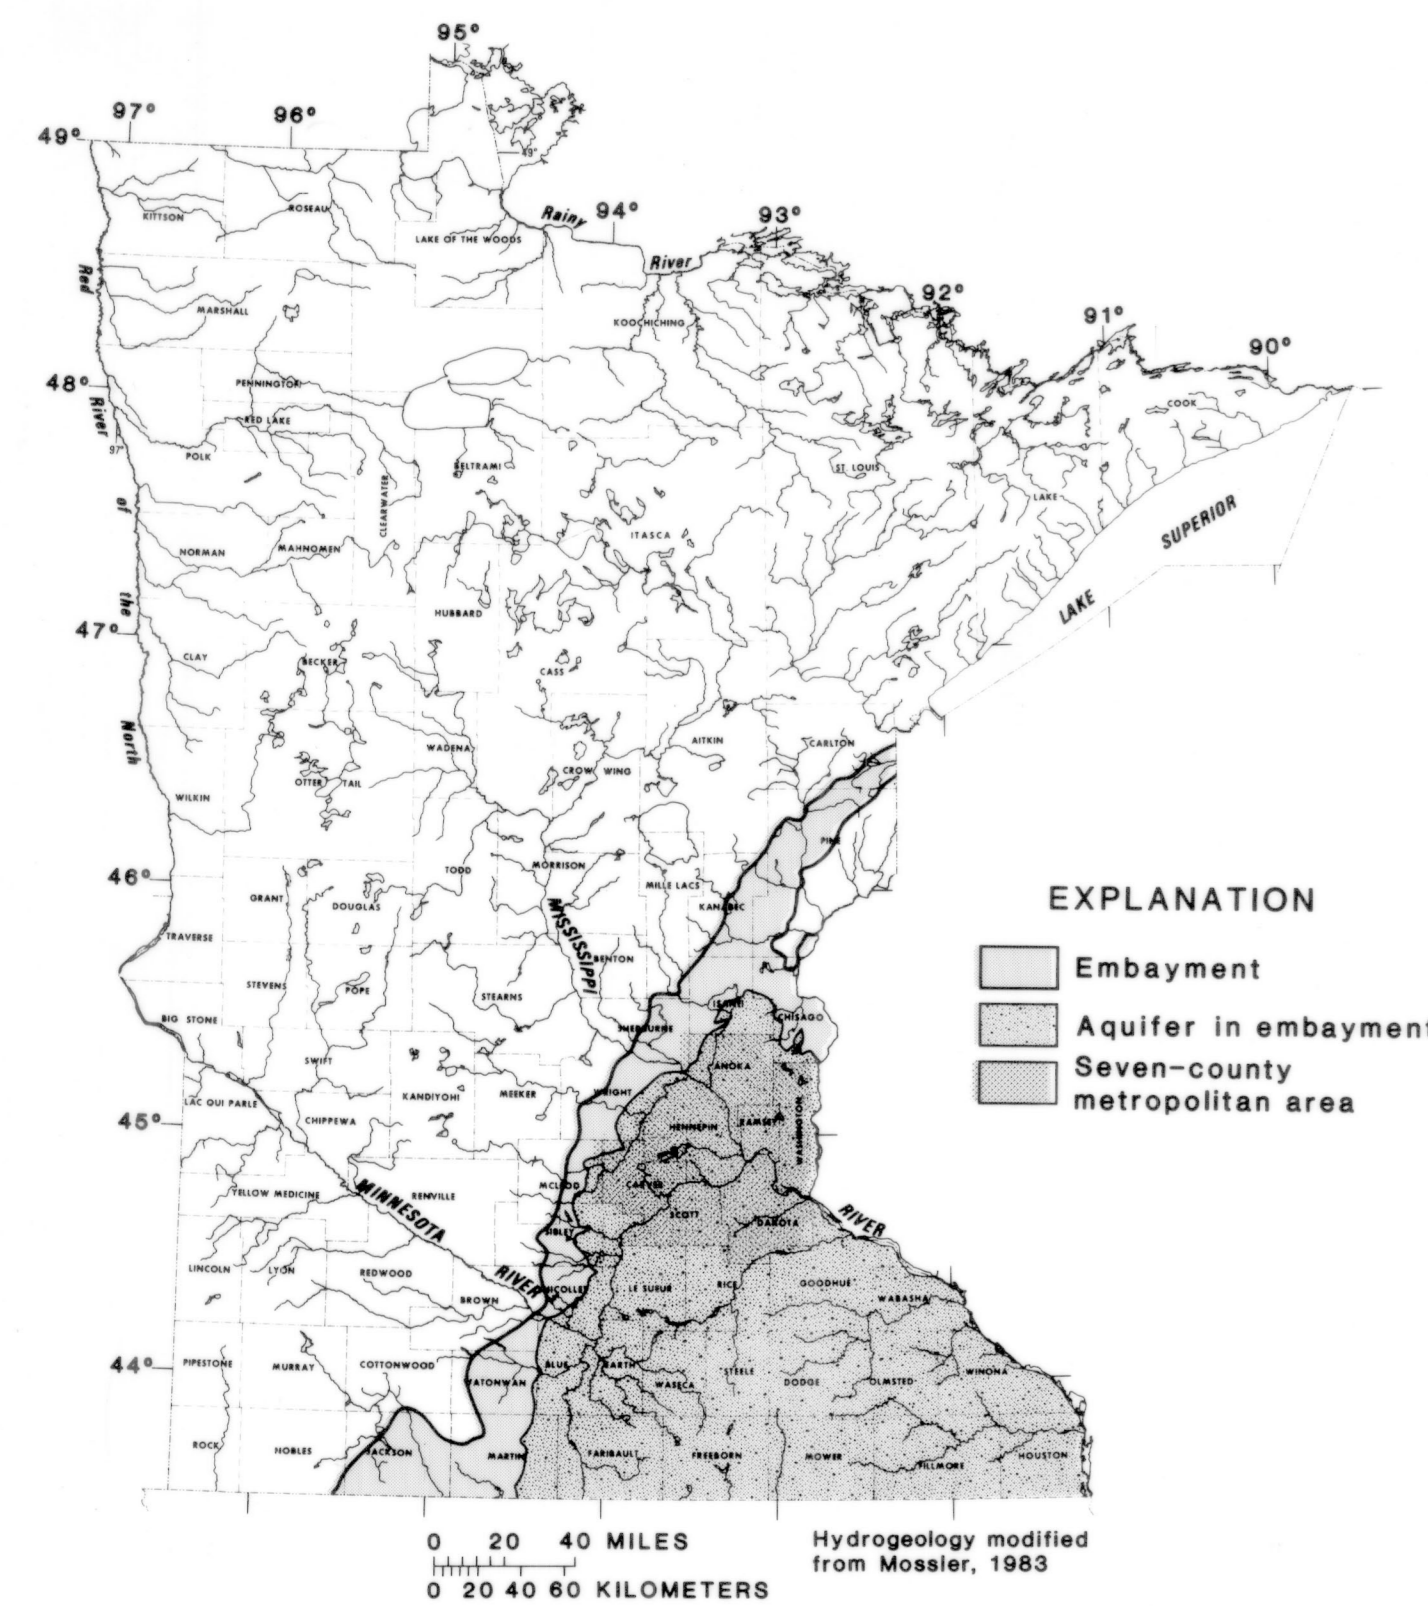 95°
97°
96°
49°
49°
KITTSON
ROSEAU
Rainy
94°
93°
LAKE OF THE WOODS
River
Red
92°
MARSHALL
KOOCHICHING
91°
90°
48°
PENNINGTON
COOK
River
RED LAKE
97°
POLK
BELTRAMI
ST. LOUIS
CLEARWATER
LAKE
of
SUPERIOR
ITASCA
NORMAN
MAHNOMEN
the
LAKE
HUBBARD
47°
CLAY
BECKER
CASS
North
WADENA
AITKIN
CARLTON
CROW WING
OTTER TAIL
WILKIN
PINE
46°
TODD
MORRISON
MILLE LACS
GRANT
DOUGLAS
KANABEC
EXPLANATION
MISSISSIPPI
TRAVERSE
BENTON
Embayment
STEVENS
POPE
STEARNS
ISANTI
CHISAGO
BIG STONE
SHERBURNE
Aquifer in embayment
SWIFT
ANOKA
Seven-county
metropolitan area
LAC QUI PARLE
KANDIYOHI
MEEKER
WRIGHT
45°
CHIPPEWA
HENNEPIN
RAMSEY
WASHINGTON
YELLOW MEDICINE
MINNESOTA
RENVILLE
MCLEOD
CARVER
SCOTT
DAKOTA
RIVER
SIBLEY
LINCOLN
LYON
REDWOOD
RIVER
NICOLLET
LE SUEUR
RICE
GOODHUE
BROWN
WABASHA
44°
PIPESTONE
MURRAY
COTTONWOOD
WATONWAN
BLUE EARTH
WASECA
STEELE
DODGE
OLMSTED
WINONA
ROCK
NOBLES
JACKSON
MARTIN
FARIBAULT
FREEBORN
MOWER
FILLMORE
HOUSTON
0 20 40 MILES
0 20 40 60 KILOMETERS
Hydrogeology modified
from Mossler, 1983